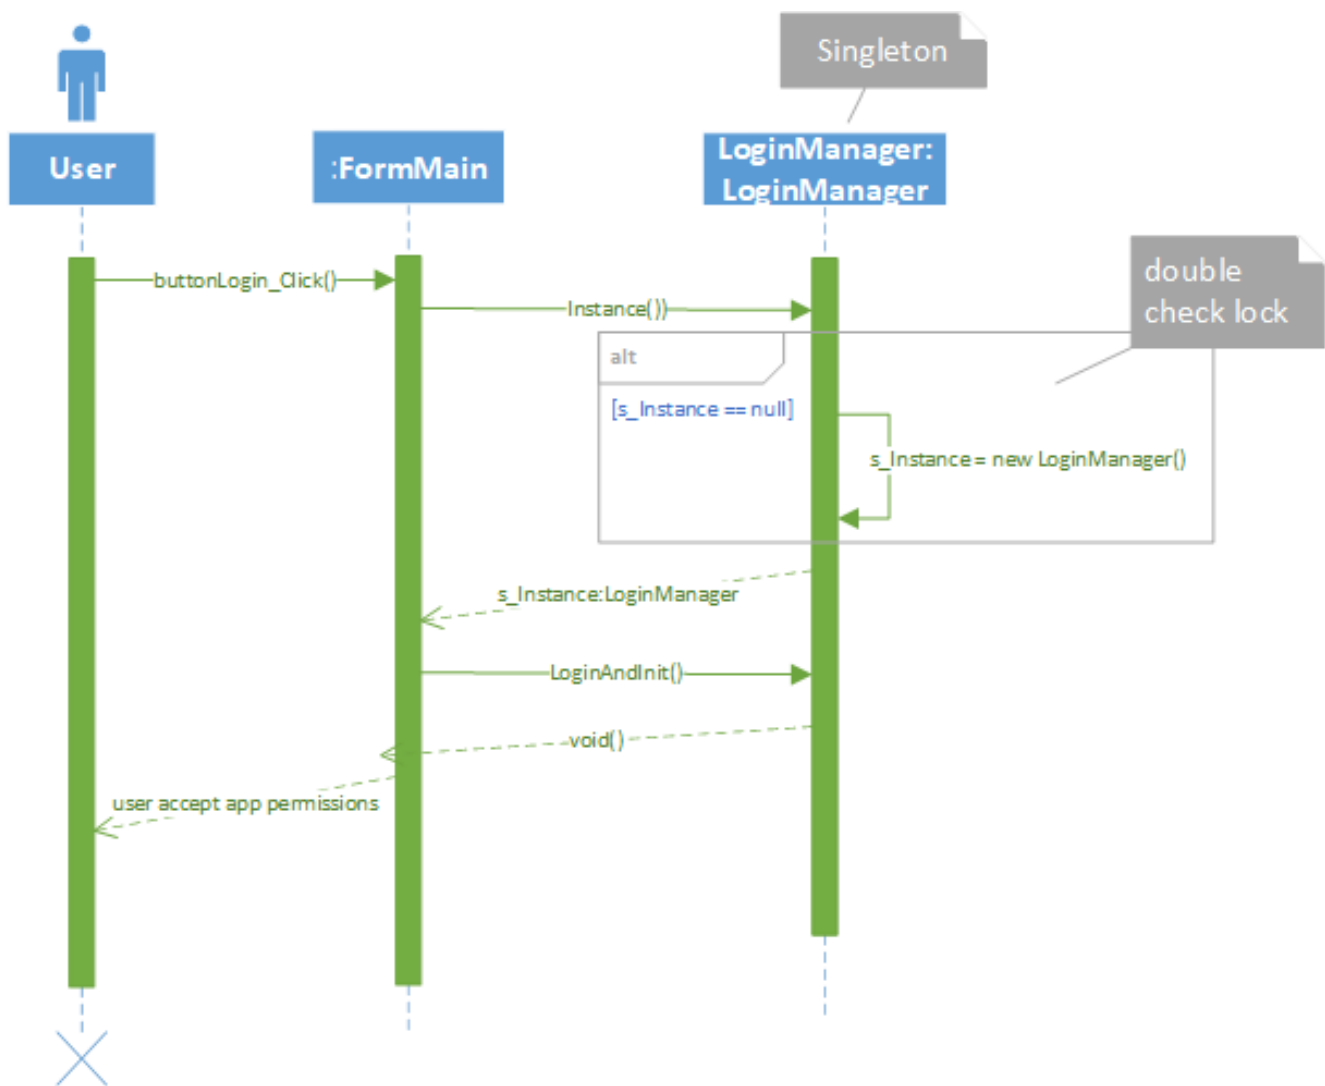 Singleton
User
:FormMain
LoginManager:
LoginManager
double
check lock
buttonLogin_Click()
Instance())
alt
[s_Instance == null]
s_Instance = new LoginManager()
s_Instance:LoginManager
LoginAndInit()
void()
user accept app permissions